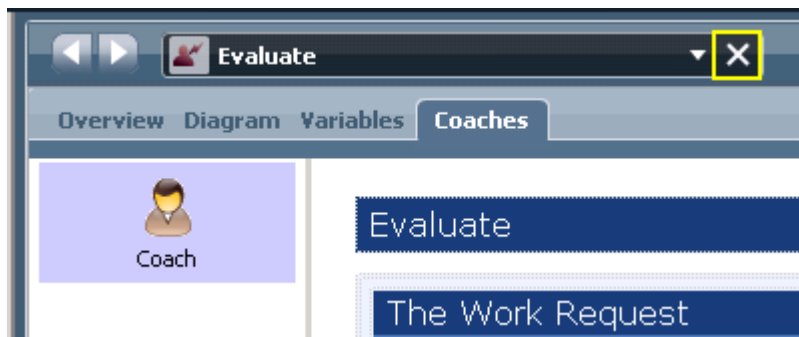 Evaluate
Overview Diagram Variables Coaches
Coach
Evaluate
The Work Request